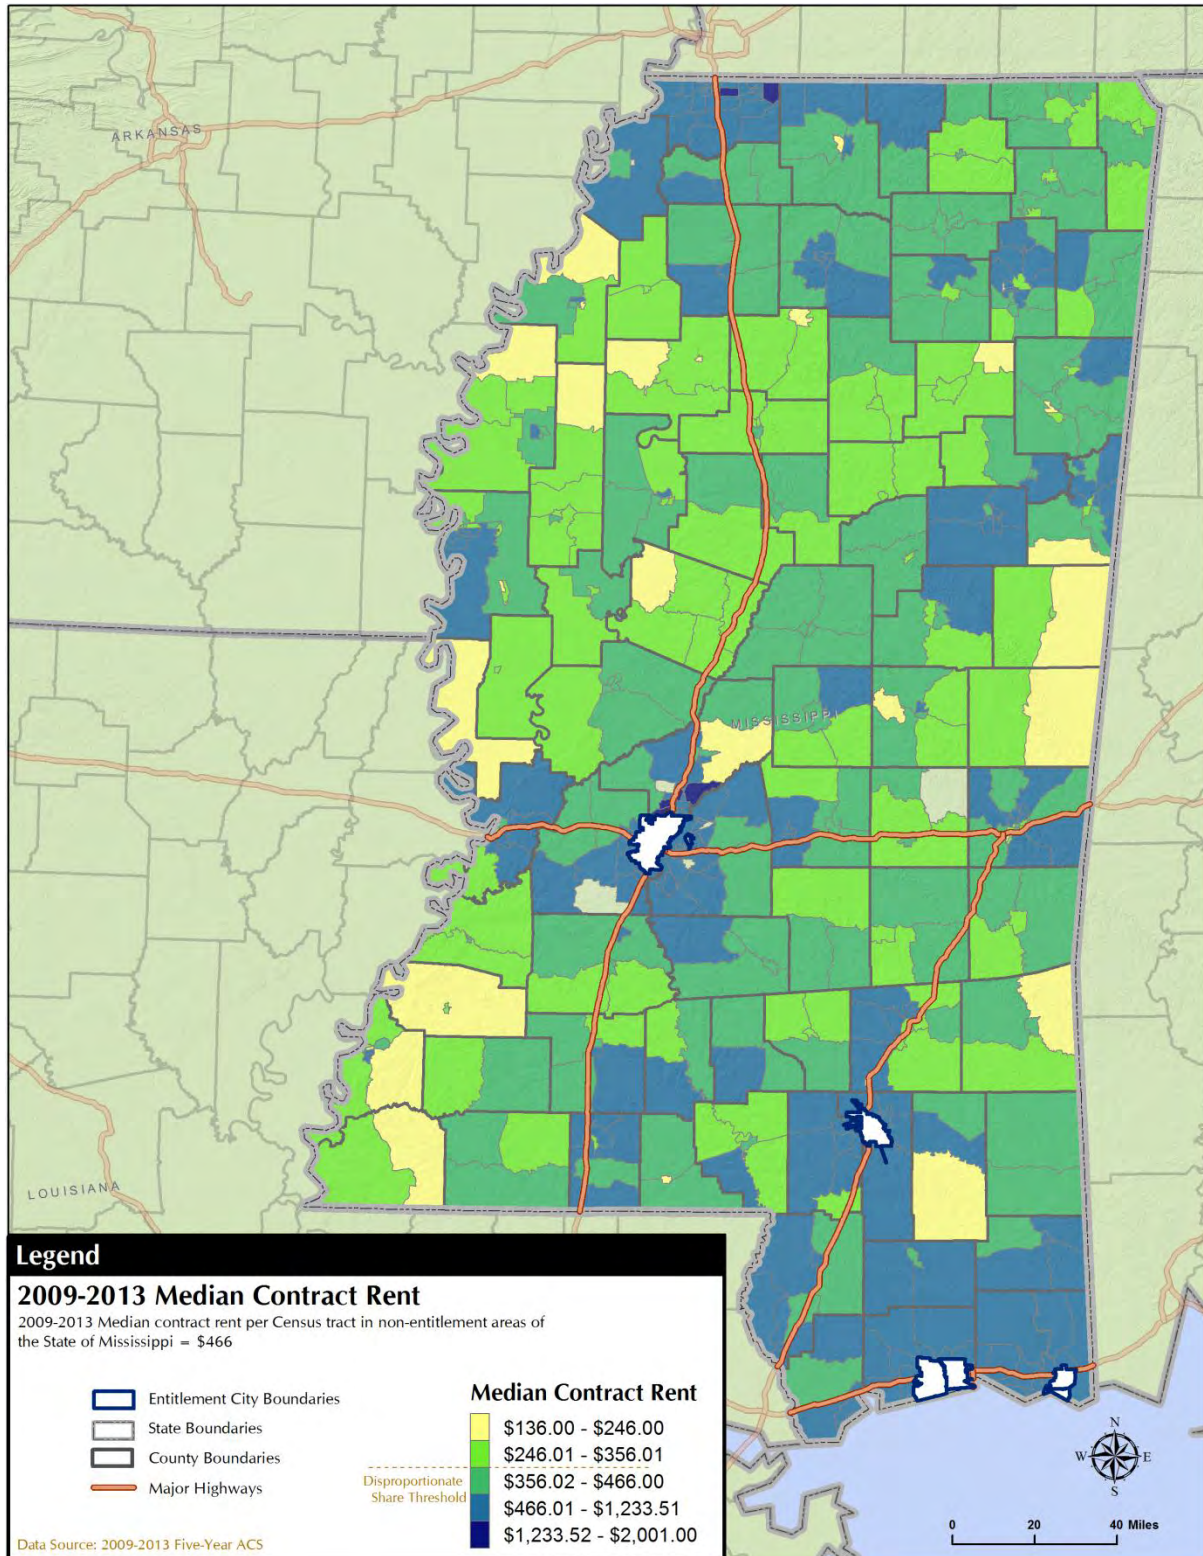 ARKANSAS
MISSISSIPPI
LOUISIANA
Legend
2009-2013 Median Contract Rent
2009-2013 Median contract rent per Census tract in non-entitlement areas of
the State of Mississippi = $466
Entitlement City Boundaries
State Boundaries
County Boundaries
Major Highways
Data Source: 2009-2013 Five-Year ACS
Median Contract Rent
$136.00 - $246.00
$246.01 - $356.01
Disproportionate
Share Threshold
$356.02 - $466.00
$466.01 - $1,233.51
$1,233.52 - $2,001.00
N
W E
S
0 20 40 Miles